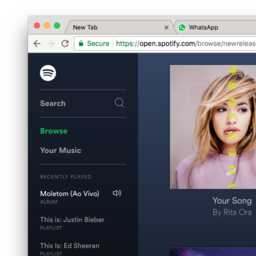 New Tab
WhatsApp
Secure
https://open.spotify.com/browse/newreleas
Search
Browse
Your Music
RECENTLY PLAYED
Moletom (Ao Vivo)
ALBUM
This is: Justin Bieber
PLAYLIST
This is: Ed Sheeran
PLAYLIST
Your Song
By Rita Ora